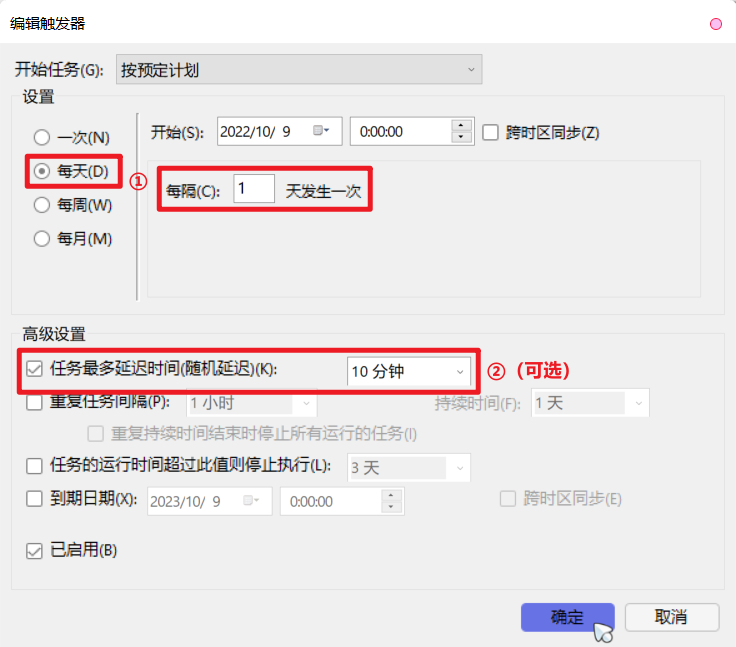 编辑触发器
开始任务(G): 按预定计划
设置
一次(N) 开始(S): 2022/10/ 9 0:00:00 跨时区同步(Z)
每天(D) ① 每隔(C): 1 天发生一次
每周(W)
每月(M)
高级设置
任务最多延迟时间(随机延迟)(K): 10 分钟 ②（可选）
重复任务间隔(P): 1 小时 持续时间(F): 1 天
重复持续时间结束时停止所有运行的任务(I)
任务的运行时间超过此值则停止执行(L): 3 天
到期日期(X): 2023/10/ 9 0:00:00 跨时区同步(E)
已启用(B)
确定 取消